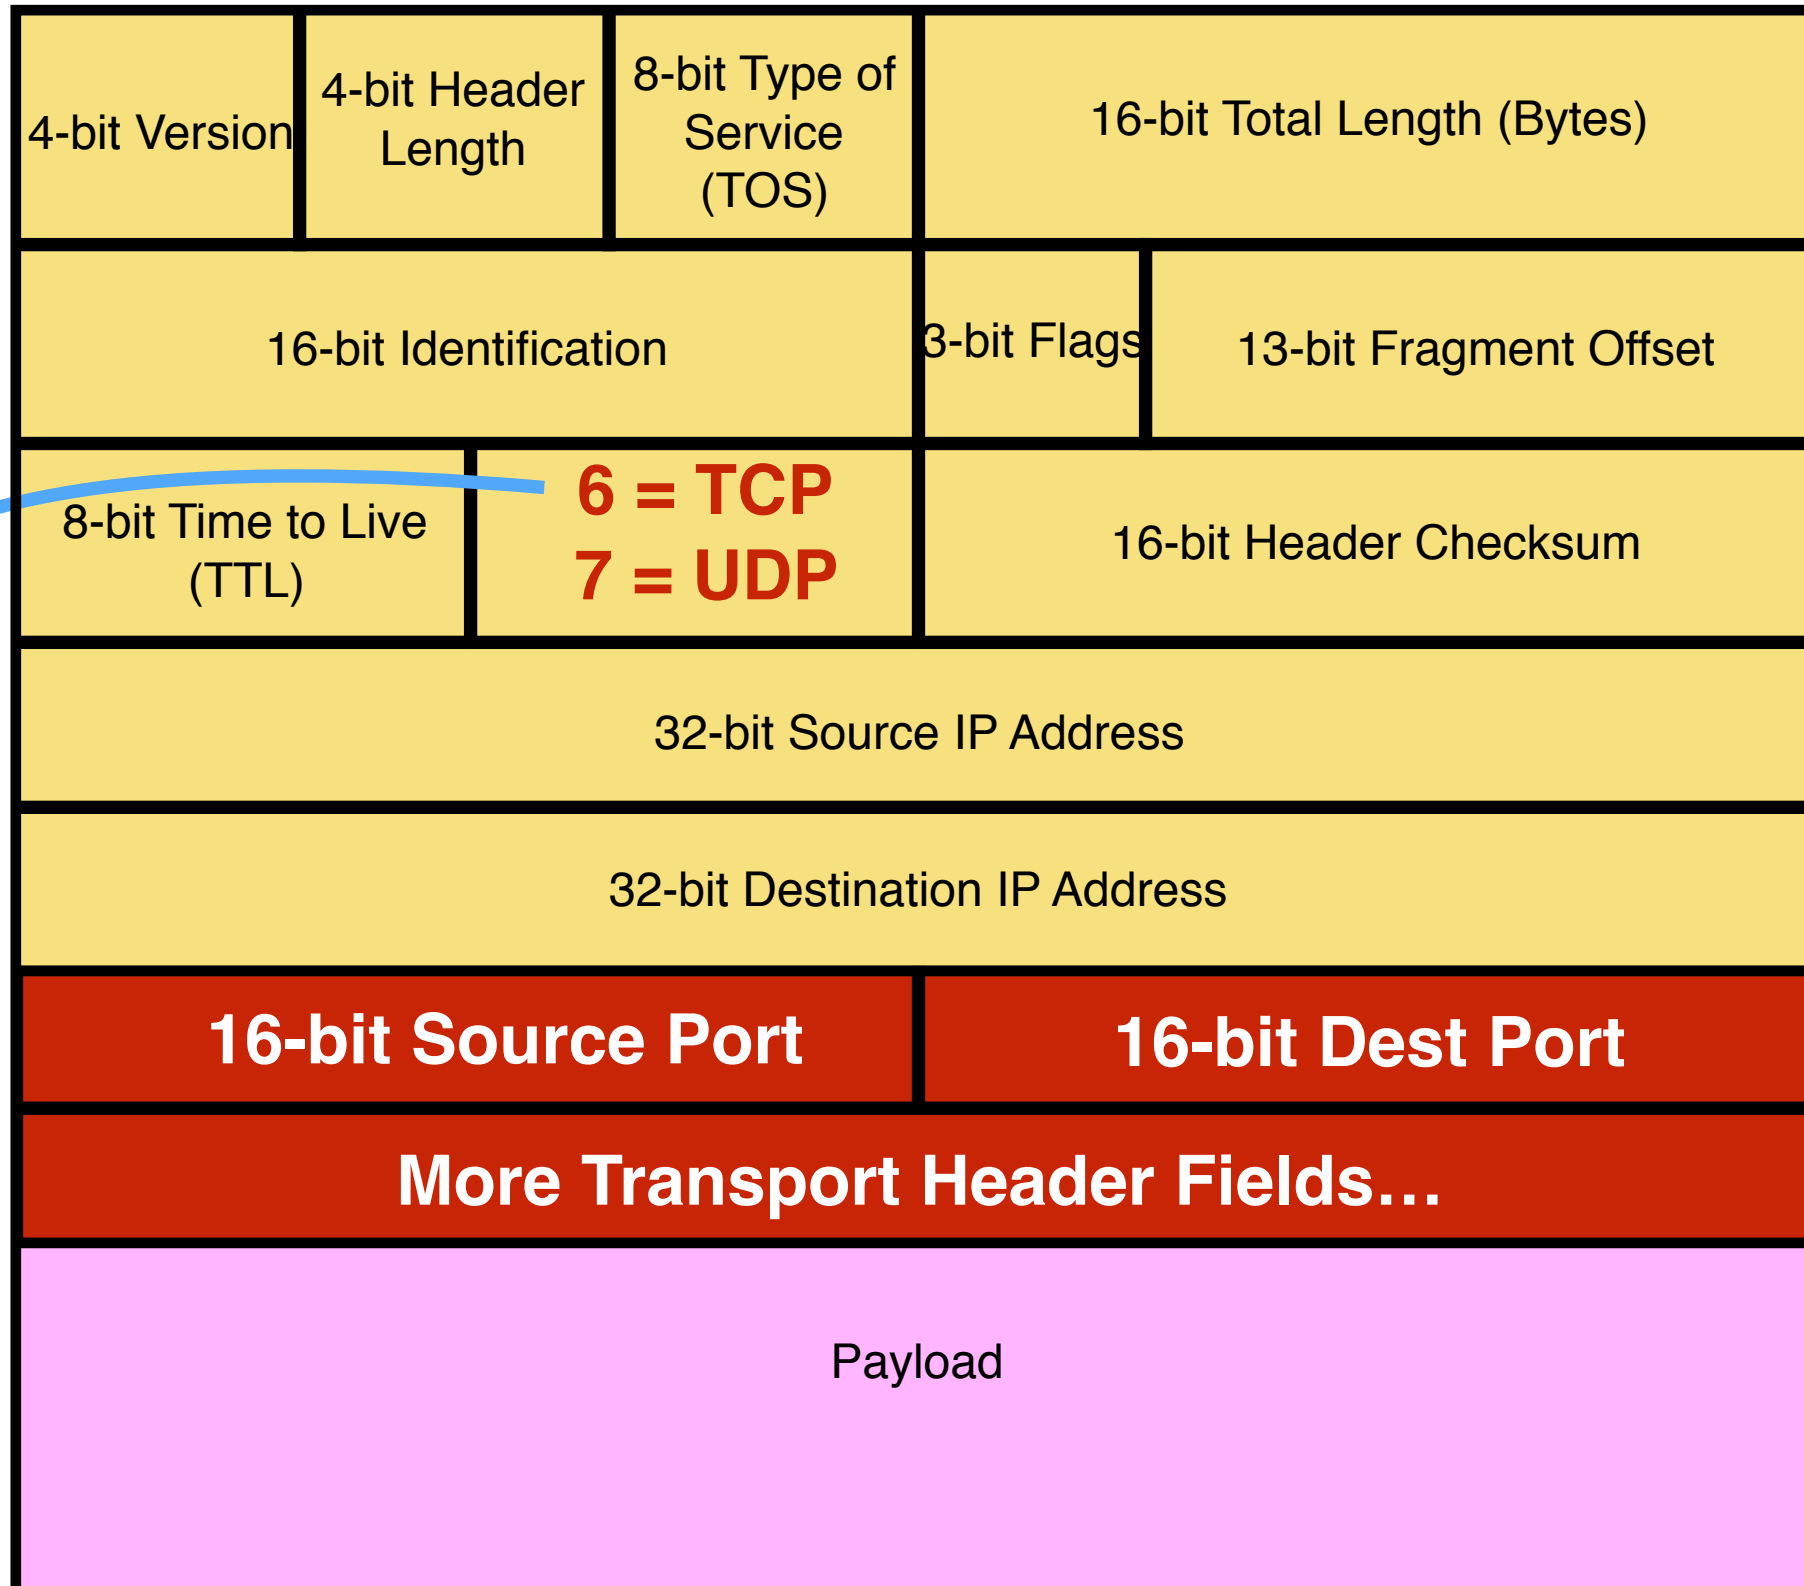 4-bit Version
4-bit Header
Length
8-bit Type of
Service
(TOS)
16-bit Total Length (Bytes)
16-bit Identification
3-bit Flags
13-bit Fragment Offset
8-bit Time to Live
(TTL)
6 = TCP
7 = UDP
16-bit Header Checksum
32-bit Source IP Address
32-bit Destination IP Address
16-bit Source Port
16-bit Dest Port
More Transport Header Fields…
Payload